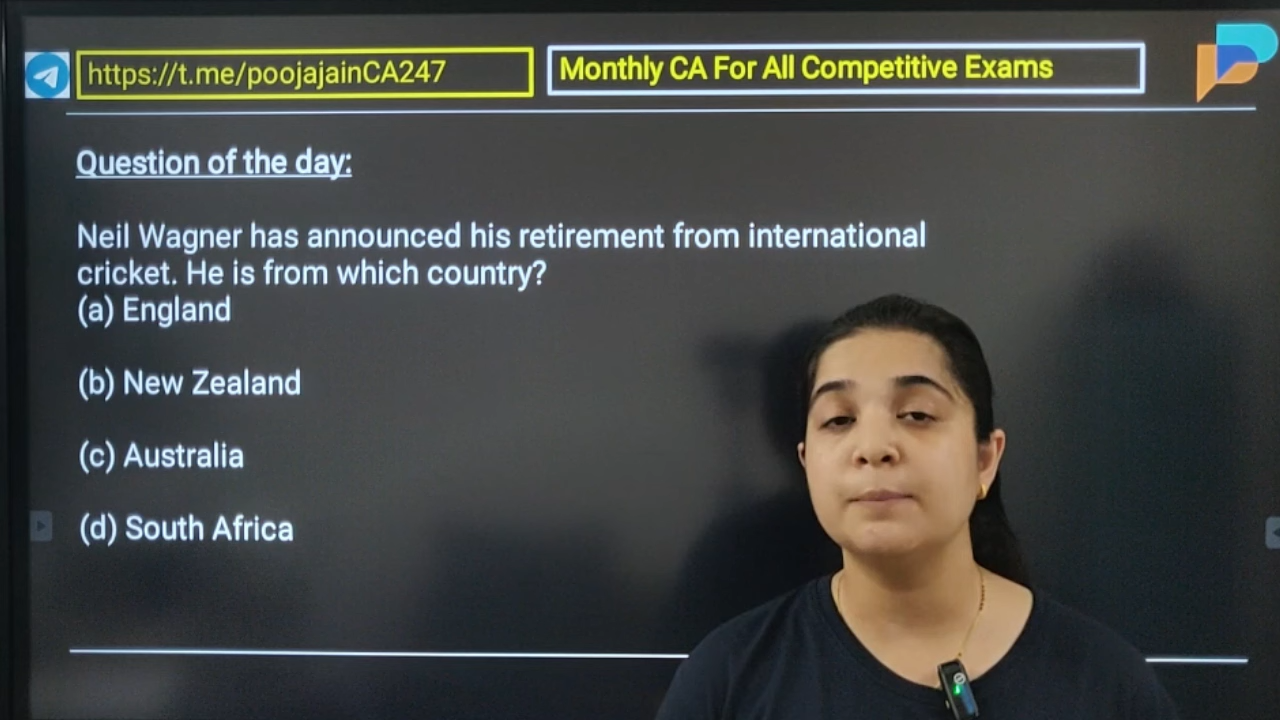 https://t.me/poojajainCA247
Monthly CA For All Competitive Exams
Question of the day:
Neil Wagner has announced his retirement from international
cricket. He is from which country?
(a) England
(b) New Zealand
(c) Australia
(d) South Africa